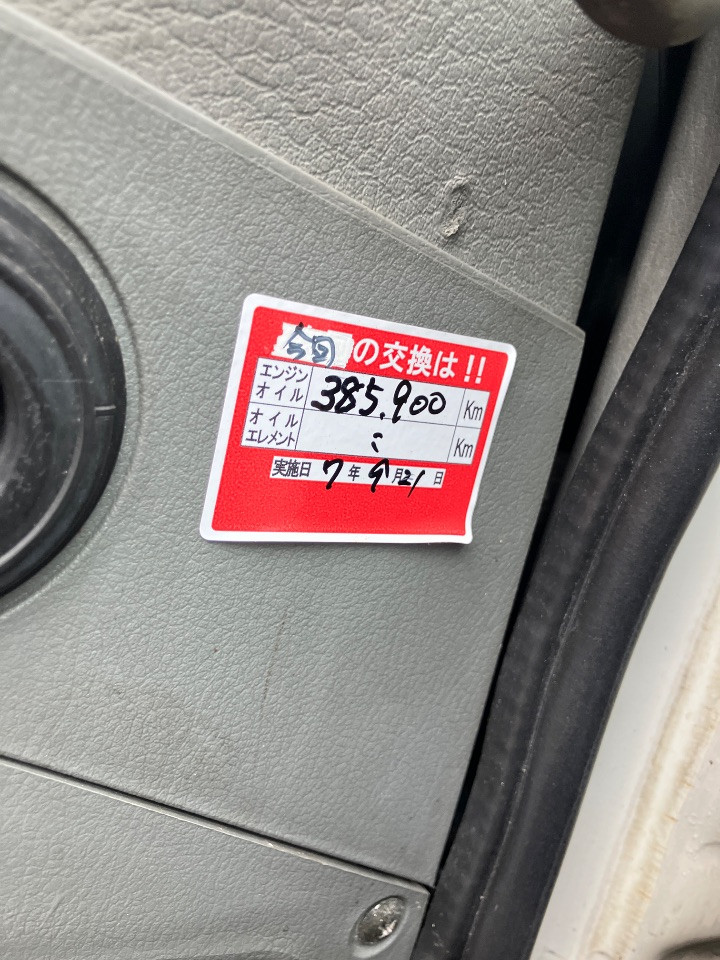 今回の交換は!!
エンジンオイル 385.900 Km
オイルエレメント 〃 Km
実施日 7年 9月21日